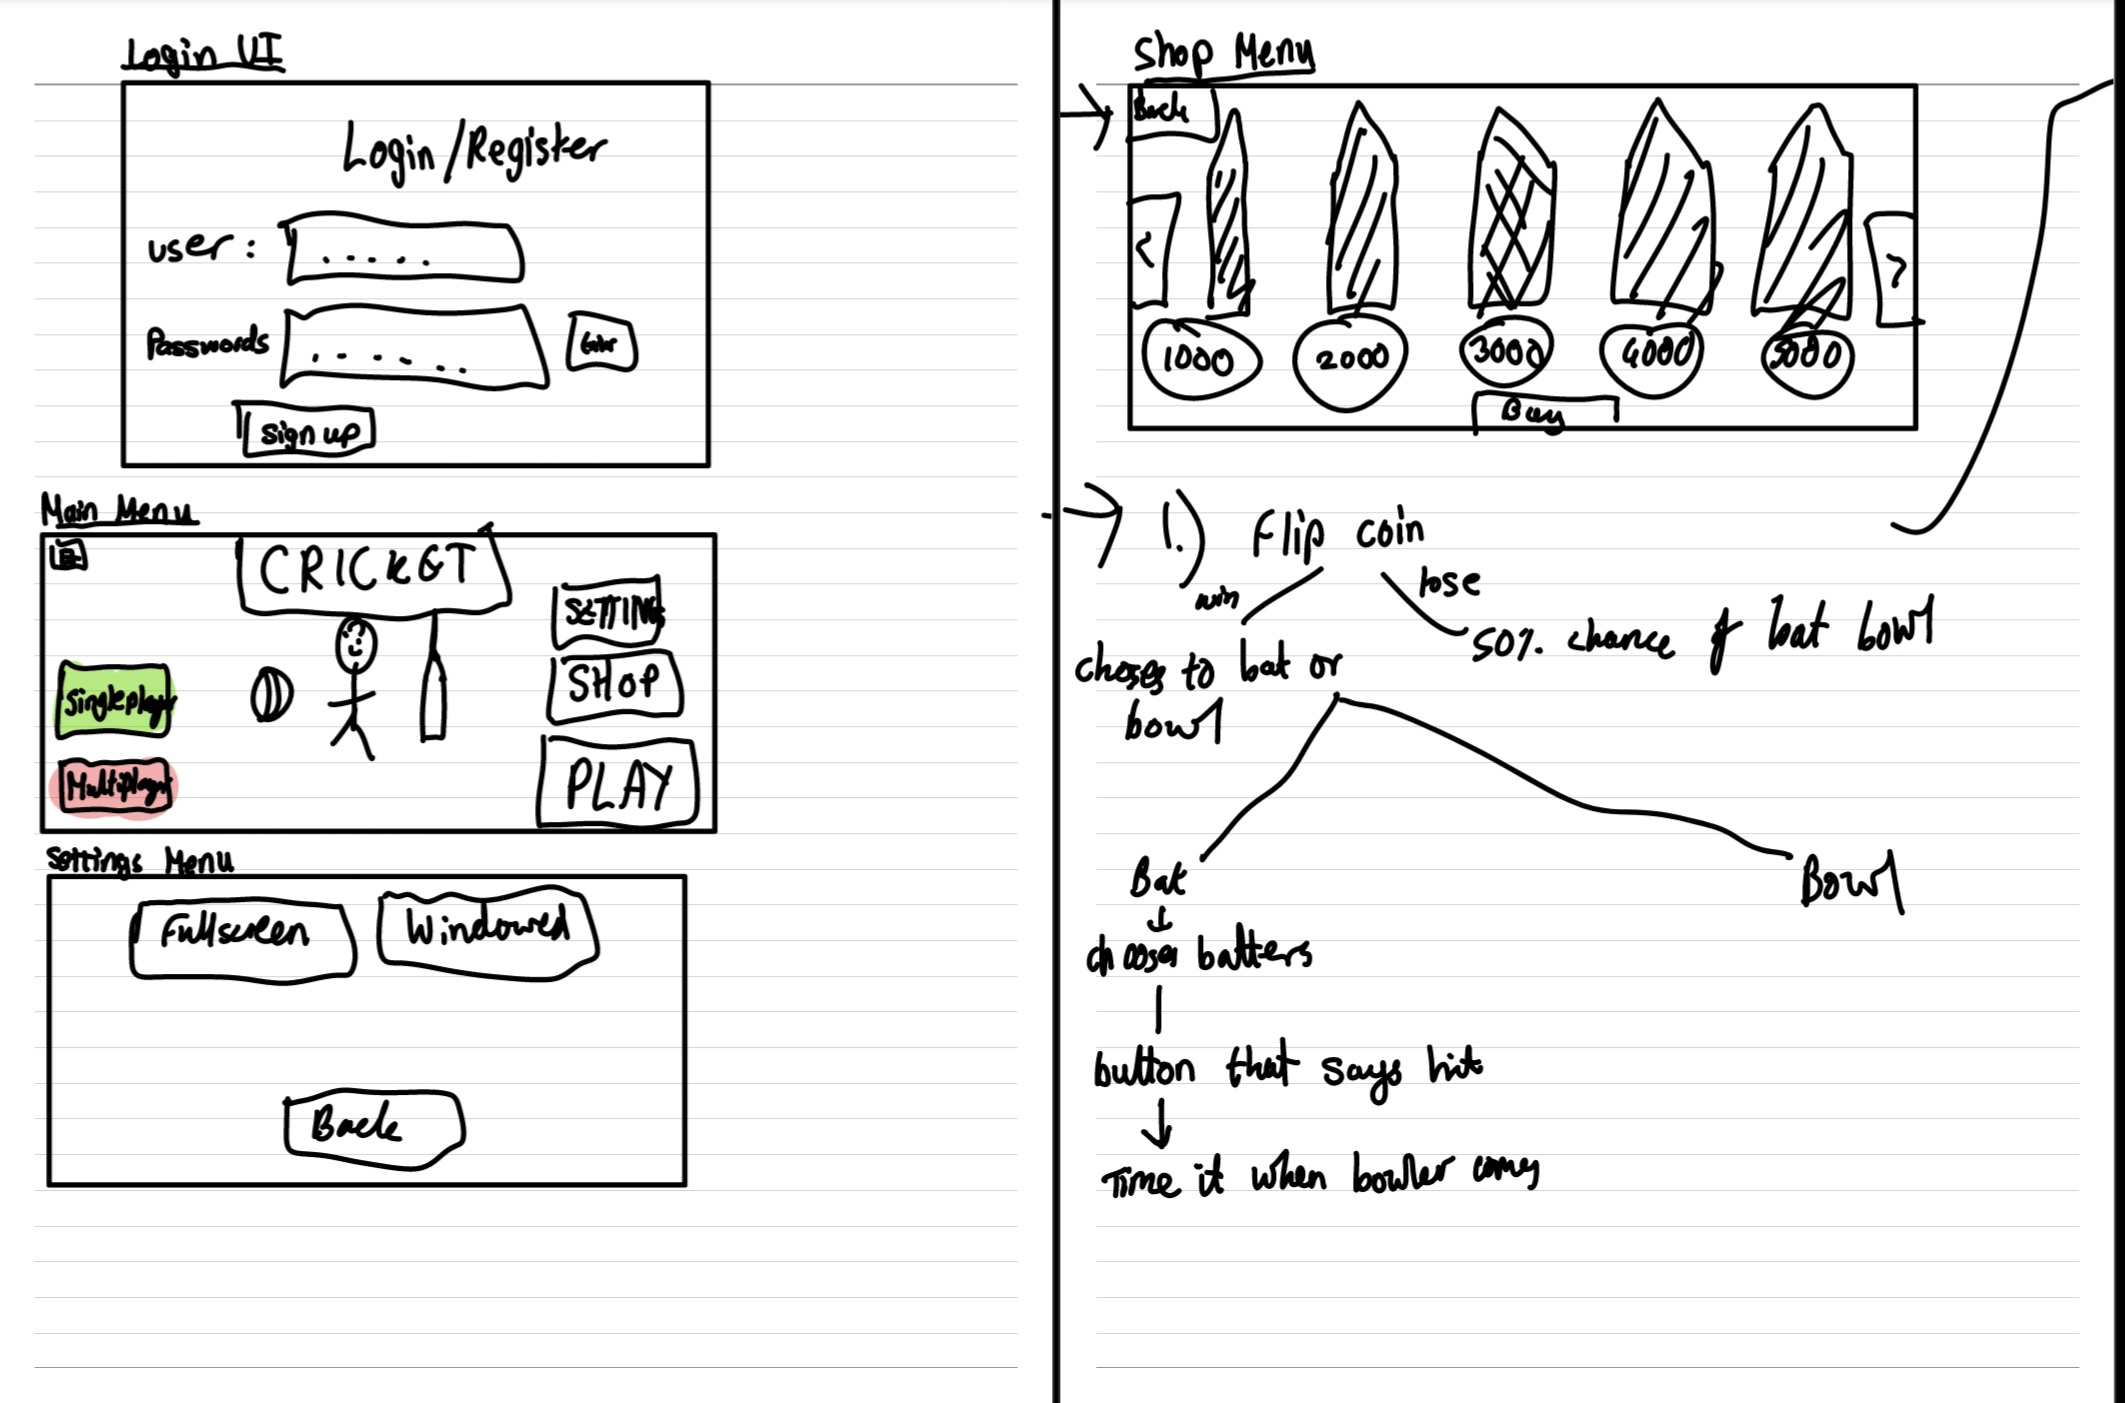 Login UI
Login/Register
user:
Passwords
Enter
Sign up
Main Menu
CRICKET
SETTING
SHOP
PLAY
Singleplayer
Multiplayer
Settings Menu
Fullscreen
Windowed
Back
Shop Menu
Back
<
>
1000
2000
3000
4000
5000
Buy
1.) Flip coin
win
lose
choses to bat or
bowl
50% chance of bat bowl
Bat
Bowl
chooses batters
button that says hit
Time it when bowler comes